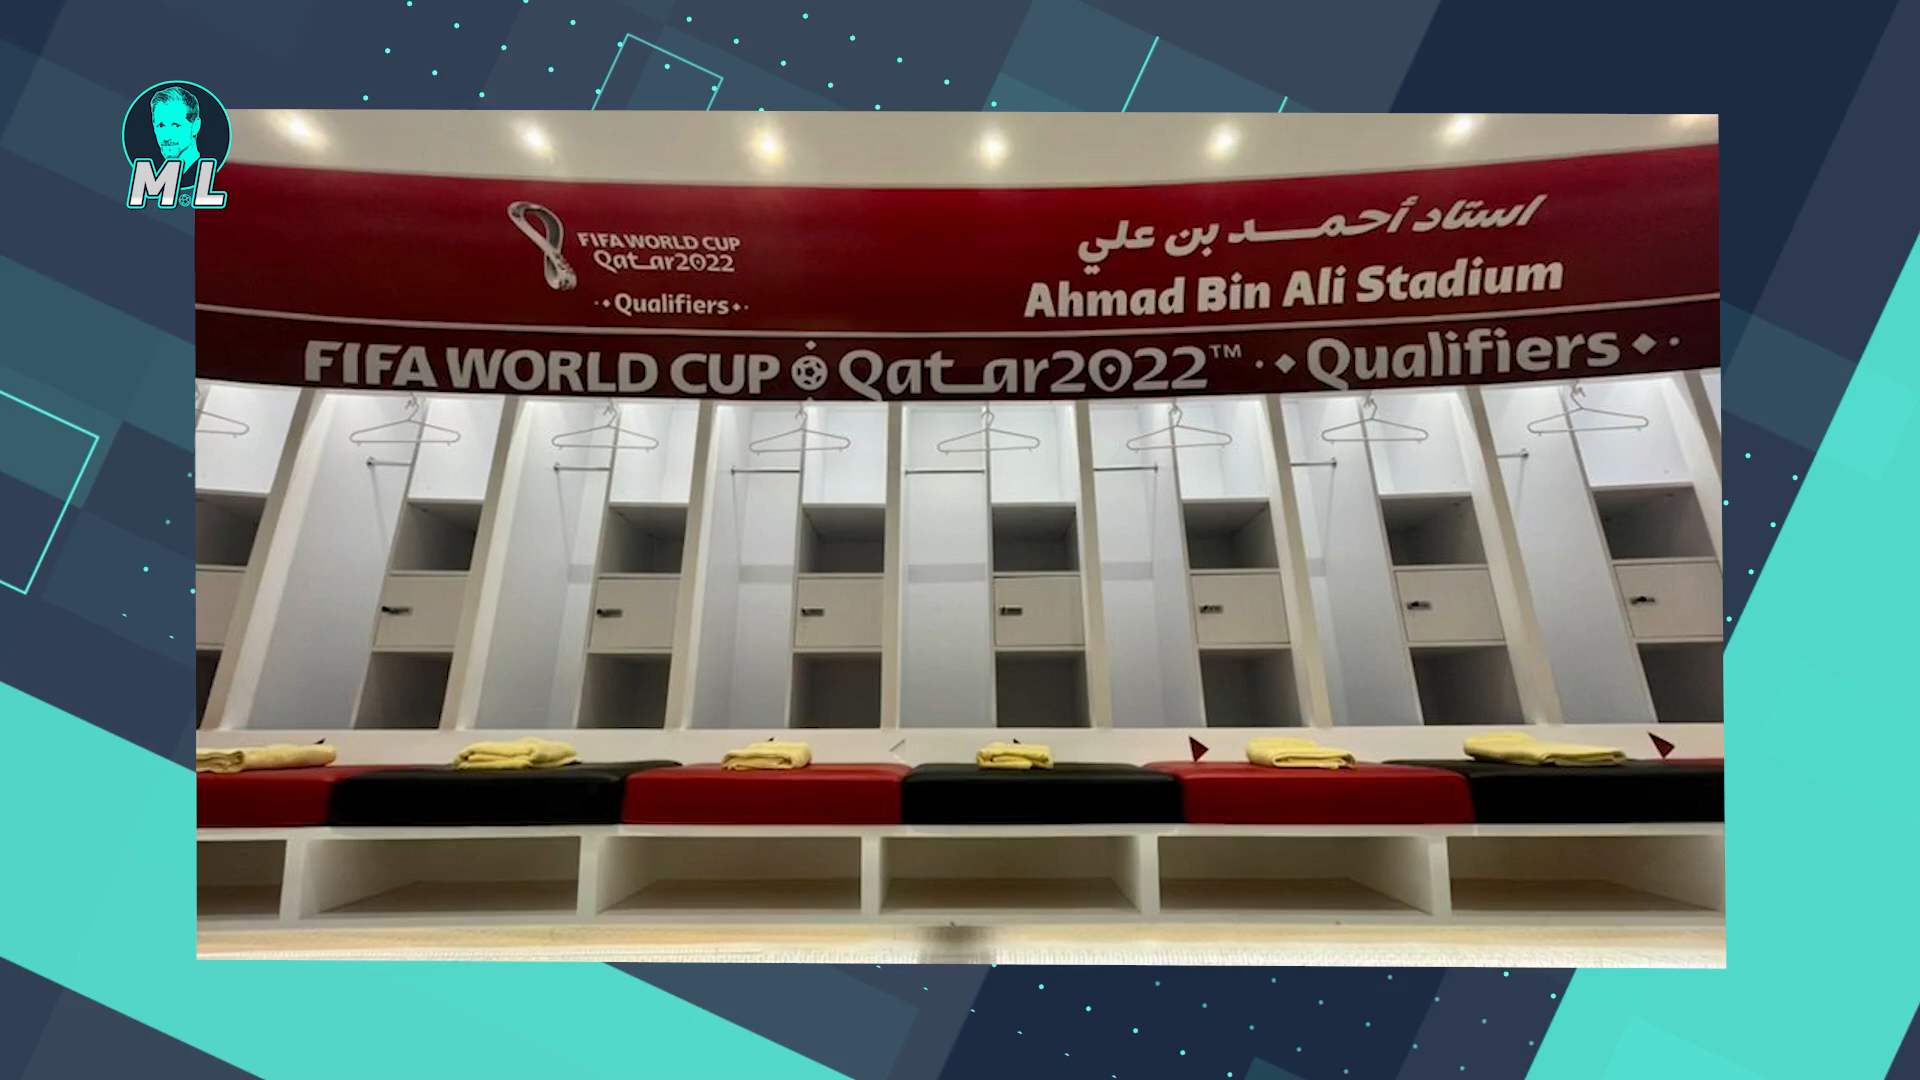 M.L
FIFA WORLD CUP
Qatar2022
Qualifiers
استاد أحمد بن علي
Ahmad Bin Ali Stadium
FIFA WORLD CUP Qatar2022™ Qualifiers